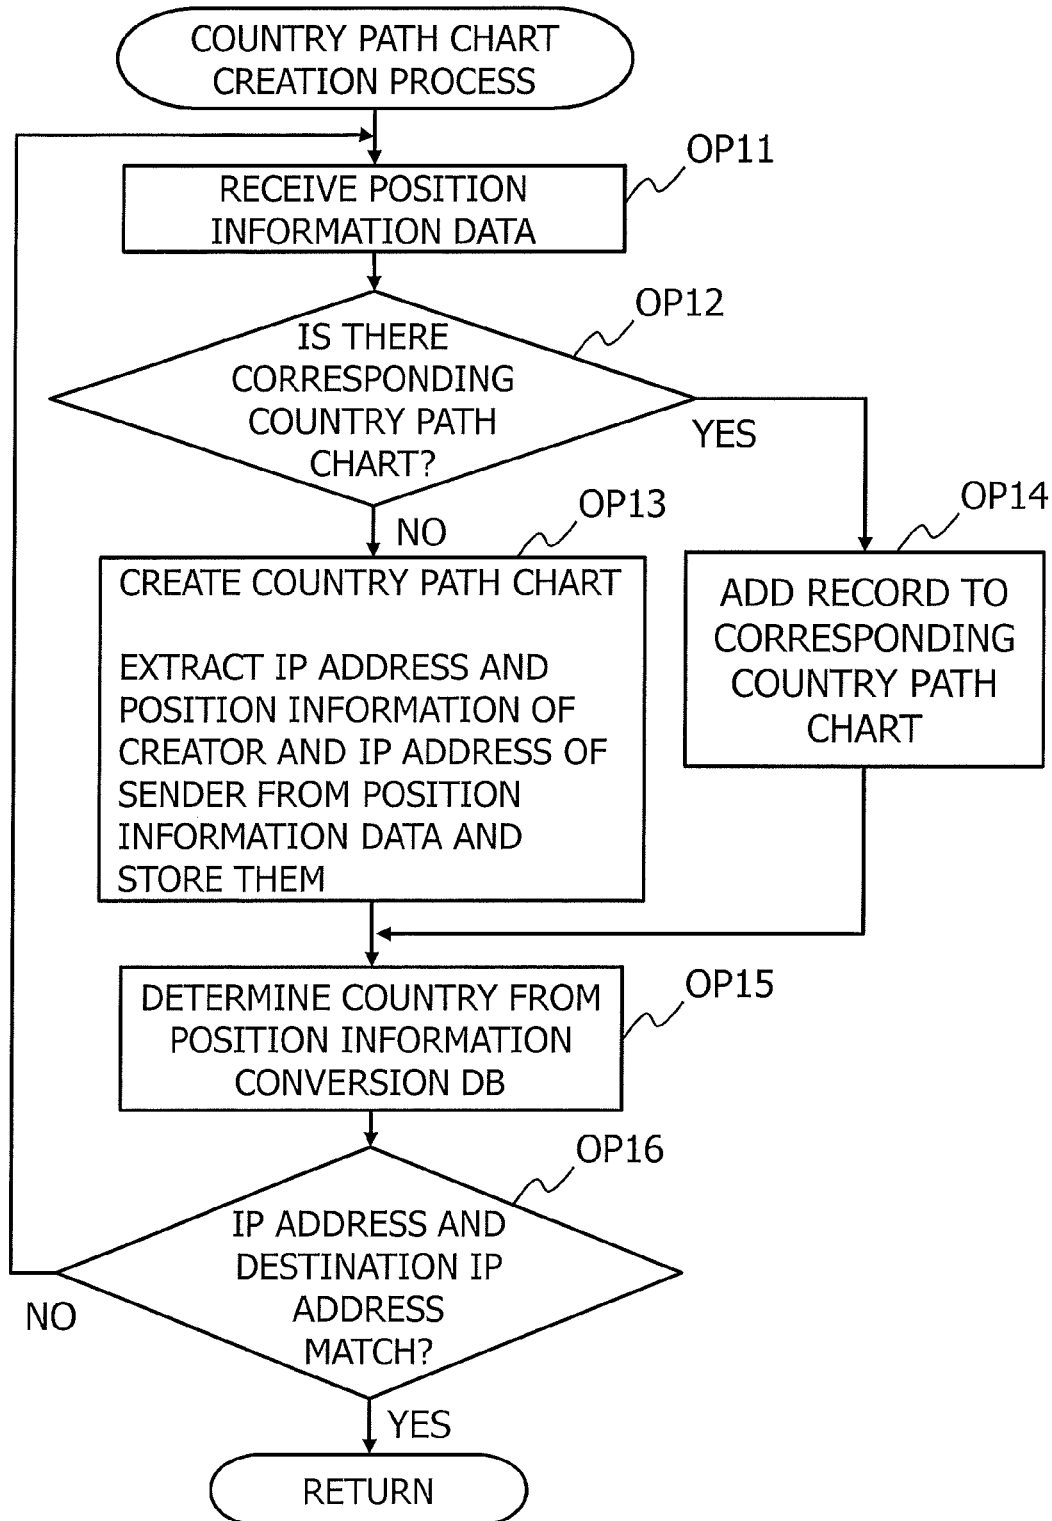 COUNTRY PATH CHART
CREATION PROCESS
OP11
RECEIVE POSITION
INFORMATION DATA
OP12
IS THERE
CORRESPONDING
COUNTRY PATH
CHART?
YES
NO
OP13
CREATE COUNTRY PATH CHART
EXTRACT IP ADDRESS AND
POSITION INFORMATION OF
CREATOR AND IP ADDRESS OF
SENDER FROM POSITION
INFORMATION DATA AND
STORE THEM
OP14
ADD RECORD TO
CORRESPONDING
COUNTRY PATH
CHART
OP15
DETERMINE COUNTRY FROM
POSITION INFORMATION
CONVERSION DB
OP16
IP ADDRESS AND
DESTINATION IP
ADDRESS
MATCH?
NO
YES
RETURN